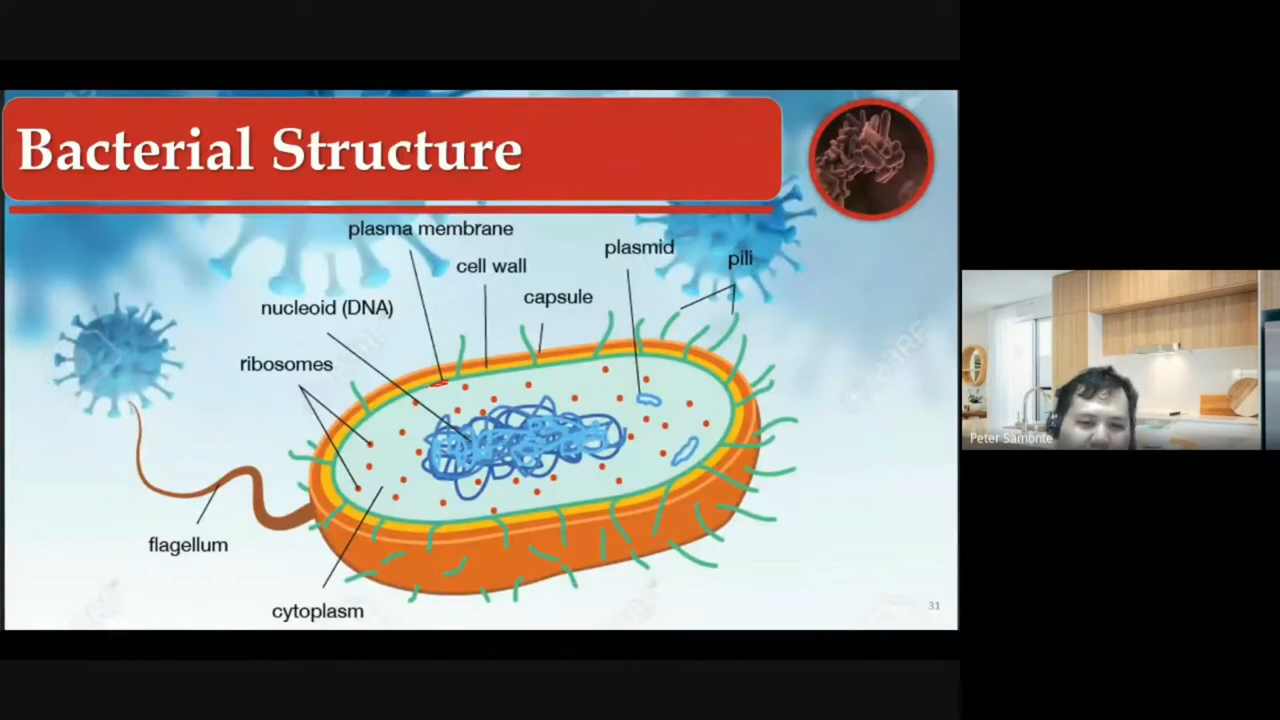 Bacterial Structure
plasma membrane
cell wall
plasmid
pili
nucleoid (DNA)
capsule
ribosomes
flagellum
cytoplasm
31
Peter Samonte